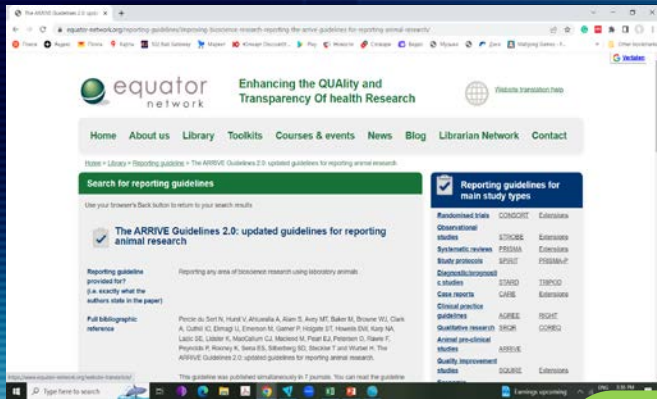 The ARRIVE Guidelines 2.0: upda
equator-network.org/reporting-guidelines/improving-bioscience-research-reporting-the-arrive-guidelines-for-reporting-animal-research/
equator
network
Enhancing the QUAlity and
Transparency Of health Research
Website translation help
Home About us Library Toolkits Courses & events News Blog Librarian Network Contact
Home > Library > Reporting guideline > The ARRIVE Guidelines 2.0: updated guidelines for reporting animal research
Search for reporting guidelines
Use your browser's Back button to return to your search results
The ARRIVE Guidelines 2.0: updated guidelines for reporting
animal research
Reporting guideline
provided for?
(i.e. exactly what the
authors state in the paper)
Reporting any area of bioscience research using laboratory animals
Full bibliographic
reference
Percie du Sert N, Hurst V, Ahluwalia A, Alam S, Avey MT, Baker M, Browne WJ, Clark
A, Cuthill IC, Dirnagl U, Emerson M, Garner P, Holgate ST, Howells DW, Karp NA,
Lazic SE, Lidster K, MacCallum CJ, Macleod M, Pearl EJ, Petersen O, Rawle F,
Reynolds P, Rooney K, Sena ES, Silberberg SD, Steckler T and Wurbel H. The
ARRIVE Guidelines 2.0: updated guidelines for reporting animal research.
This guideline was published simultaneously in 7 journals. You can read the guideline
Reporting guidelines for
main study types
Randomised trials CONSORT Extensions
Observational
studies STROBE Extensions
Systematic reviews PRISMA Extensions
Study protocols SPIRIT PRISMA-P
Diagnostic/prognosti
c studies STARD TRIPOD
Case reports CARE Extensions
Clinical practice
guidelines AGREE RIGHT
Qualitative research SRQR COREQ
Animal pre-clinical
studies ARRIVE
Quality improvement
studies SQUIRE Extensions
Economic
https://www.equator-network.org/website-translation/
Type here to search
Earnings upcoming